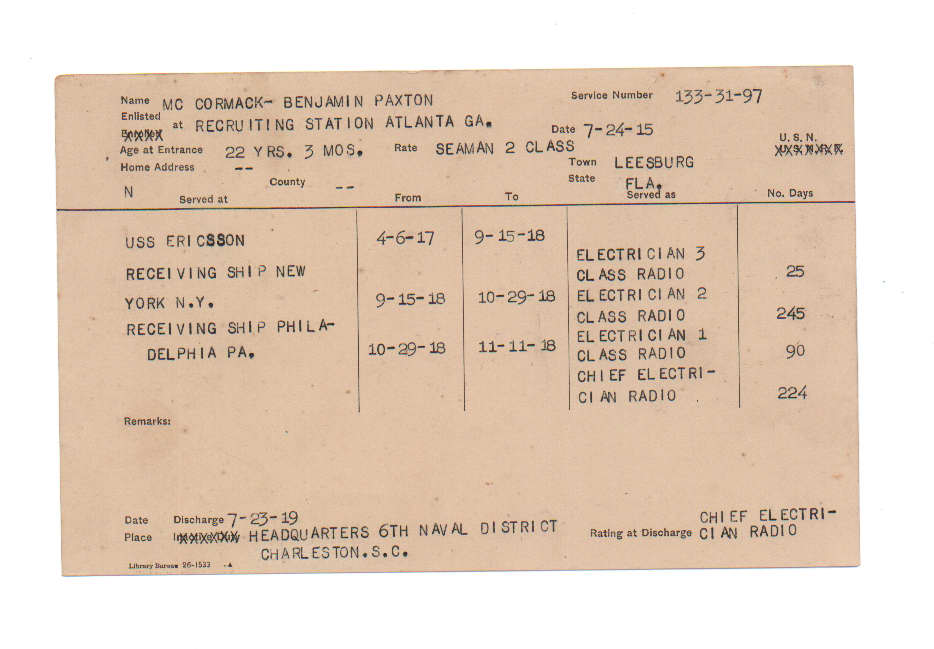 Name MC CORMACK- BENJAMIN PAXTON Service Number 133-31-97
Enlisted
at RECRUITING STATION ATLANTA GA. Date 7-24-15 U. S. N.
Age at Entrance 22 YRS. 3 MOS. Rate SEAMAN 2 CLASS U.S.N.R.F.
Home Address -- Town LEESBURG
N County -- State FLA.
Served at From To Served as No. Days
USS ERICSSON 4-6-17 9-15-18
ELECTRICIAN 3
RECEIVING SHIP NEW CLASS RADIO 25
YORK N.Y. 9-15-18 10-29-18 ELECTRICIAN 2
CLASS RADIO 245
RECEIVING SHIP PHILA- ELECTRICIAN 1
DELPHIA PA. 10-29-18 11-11-18 CLASS RADIO 90
CHIEF ELECTRI-
CIAN RADIO 224
Remarks:
Date Discharge 7-23-19 CHIEF ELECTRI-
Place HEADQUARTERS 6TH NAVAL DISTRICT Rating at Discharge CIAN RADIO
CHARLESTON.S.C.
Library Bureau 26-1533